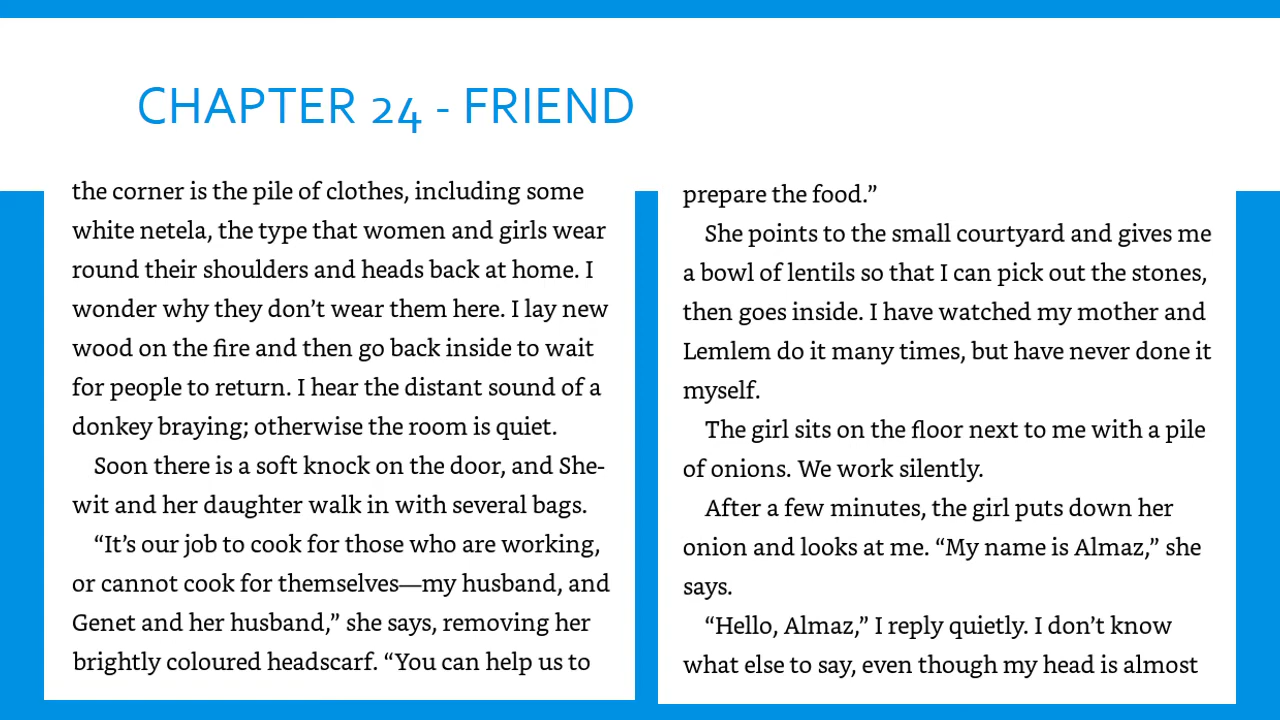 CHAPTER 24 - FRIEND
the corner is the pile of clothes, including some
white netela, the type that women and girls wear
round their shoulders and heads back at home. I
wonder why they don’t wear them here. I lay new
wood on the fire and then go back inside to wait
for people to return. I hear the distant sound of a
donkey braying; otherwise the room is quiet.
Soon there is a soft knock on the door, and She-
wit and her daughter walk in with several bags.
“It’s our job to cook for those who are working,
or cannot cook for themselves—my husband, and
Genet and her husband,” she says, removing her
brightly coloured headscarf. “You can help us to
prepare the food.”
She points to the small courtyard and gives me
a bowl of lentils so that I can pick out the stones,
then goes inside. I have watched my mother and
Lemlem do it many times, but have never done it
myself.
The girl sits on the floor next to me with a pile
of onions. We work silently.
After a few minutes, the girl puts down her
onion and looks at me. “My name is Almaz,” she
says.
“Hello, Almaz,” I reply quietly. I don’t know
what else to say, even though my head is almost